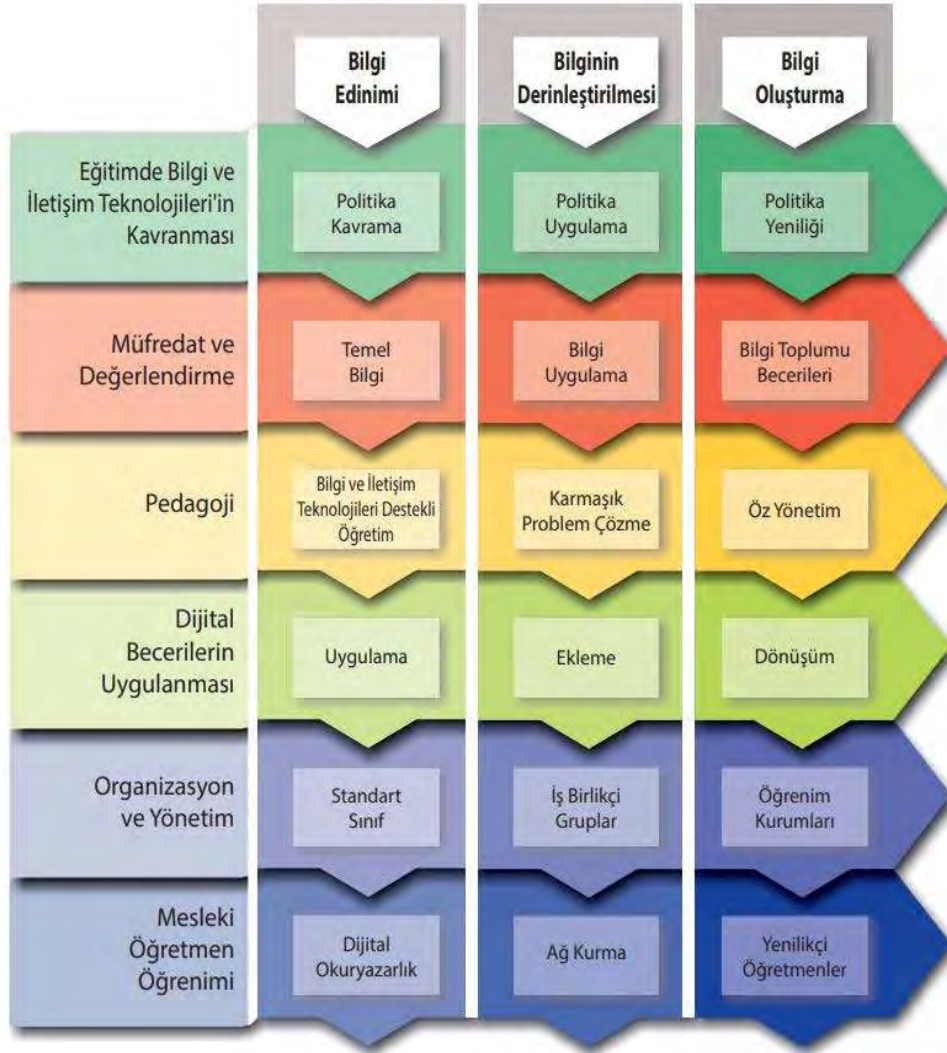 Bilgi
Edinimi
Bilginin
Derinleştirilmesi
Bilgi
Oluşturma
Eğitimde Bilgi ve
İletişim Teknolojileri'in
Kavranması
Politika
Kavrama
Politika
Uygulama
Politika
Yeniliği
Müfredat ve
Değerlendirme
Temel
Bilgi
Bilgi
Uygulama
Bilgi Toplumu
Becerileri
Pedagoji
Bilgi ve İletişim
Teknolojileri Destekli
Öğretim
Karmaşık
Problem Çözme
Öz Yönetim
Dijital
Becerilerin
Uygulanması
Uygulama
Ekleme
Dönüşüm
Organizasyon
ve Yönetim
Standart
Sınıf
İş Birlikçi
Gruplar
Öğrenim
Kurumları
Mesleki
Öğretmen
Öğrenimi
Dijital
Okuryazarlık
Ağ Kurma
Yenilikçi
Öğretmenler